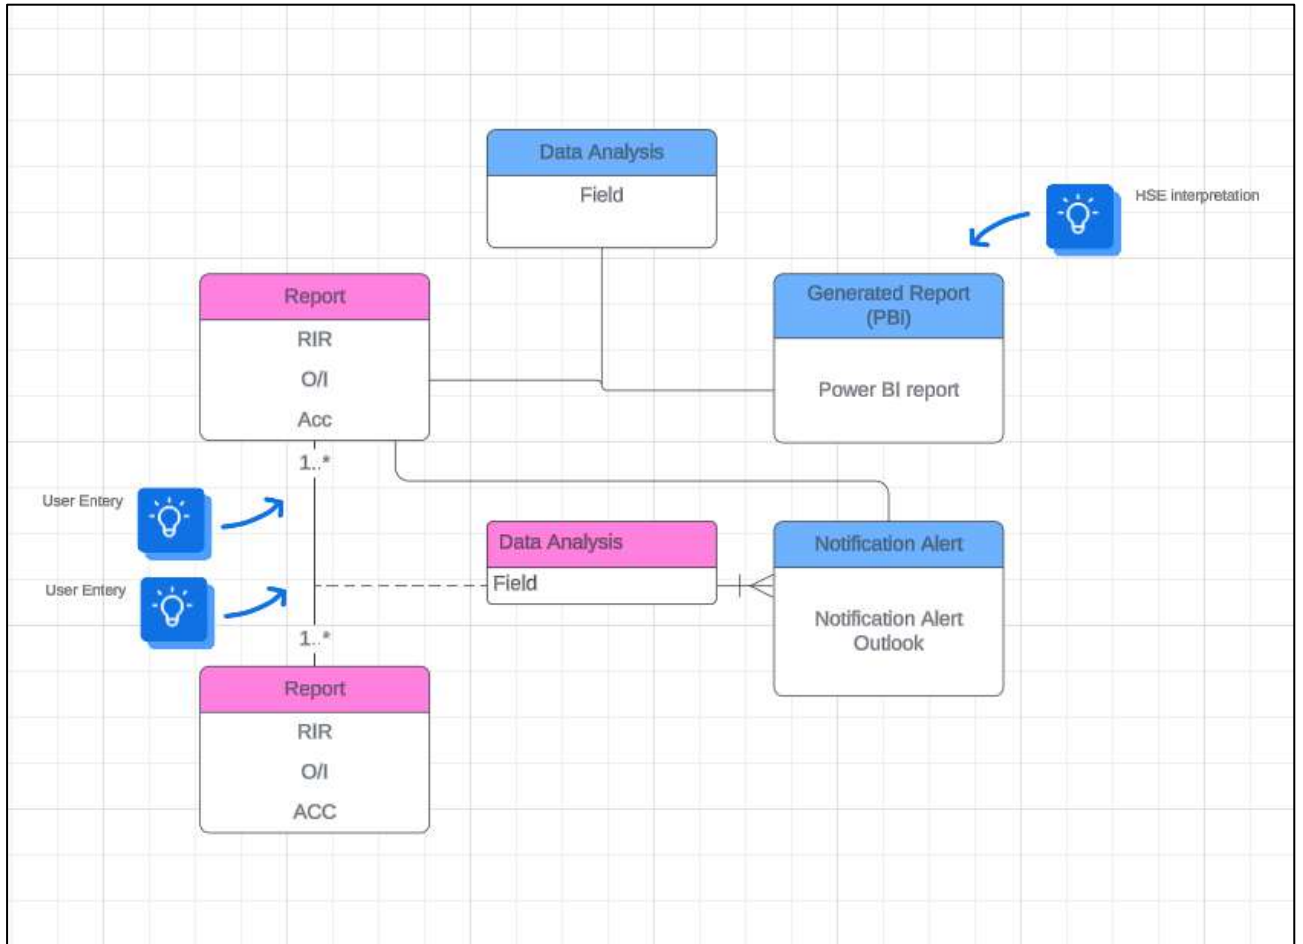 Data Analysis
Field
HSE interpretation
Report
RIR
O/I
Acc
Generated Report
(PBi)
Power BI report
1..*
User Entery
User Entery
Data Analysis
Field
Notification Alert
Notification Alert
Outlook
1..*
Report
RIR
O/I
ACC